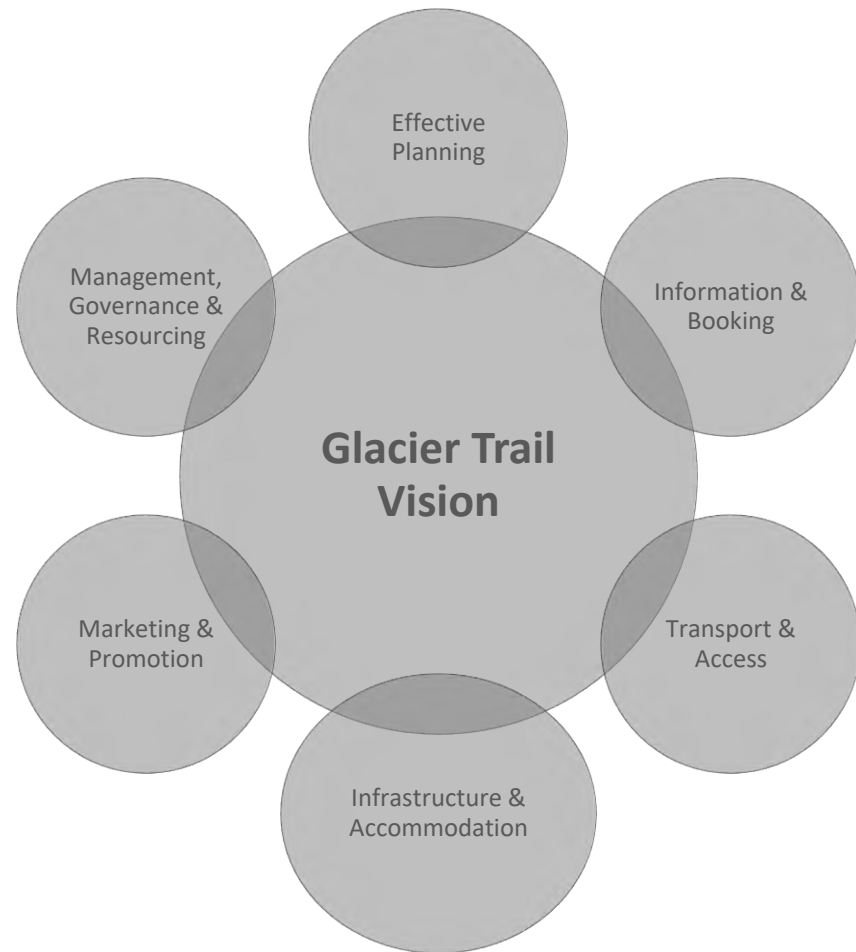 Effective
Planning
Information &
Booking
Transport &
Access
Infrastructure &
Accommodation
Marketing &
Promotion
Management,
Governance &
Resourcing
Glacier Trail
Vision